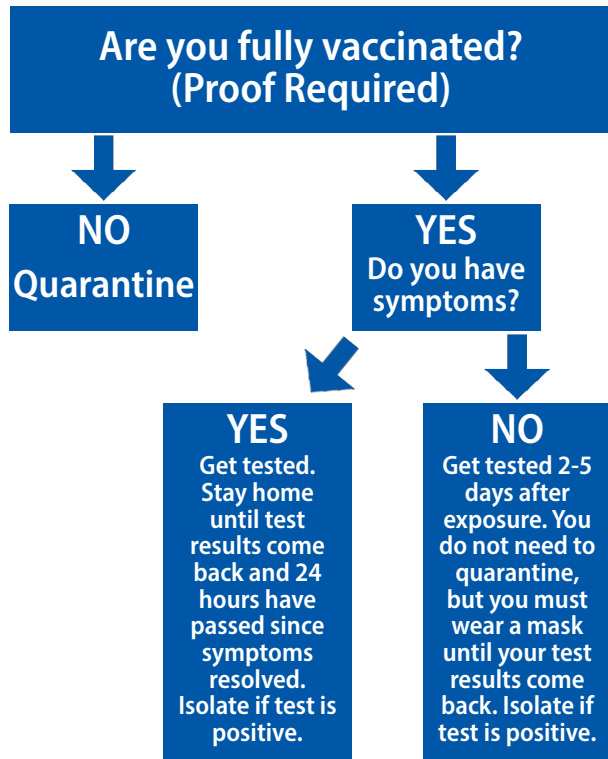 Are you fully vaccinated?
(Proof Required)
NO
Quarantine
YES
Do you have
symptoms?
YES
Get tested.
Stay home
until test
results come
back and 24
hours have
passed since
symptoms
resolved.
Isolate if test is
positive.
NO
Get tested 2-5
days after
exposure. You
do not need to
quarantine,
but you must
wear a mask
until your test
results come
back. Isolate if
test is positive.